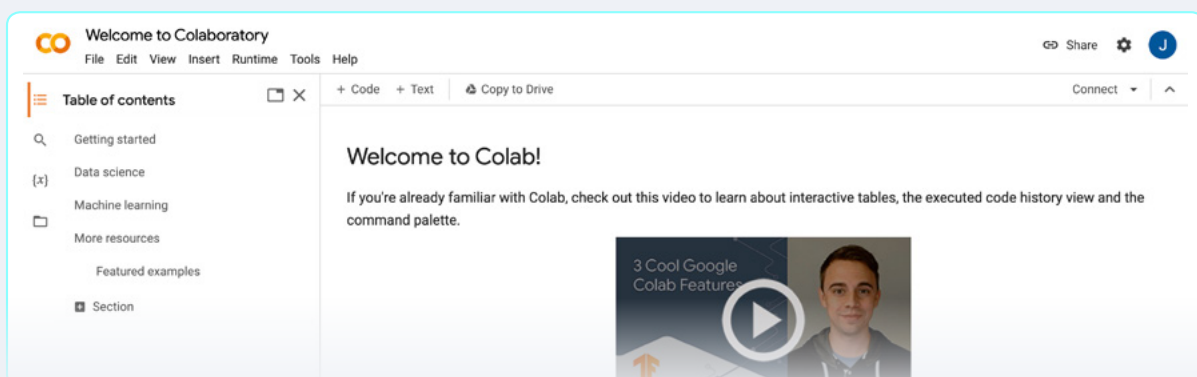 Welcome to Colaboratory
File Edit View Insert Runtime Tools Help
Share
J
Table of contents
+ Code + Text
Copy to Drive
Connect
Getting started
{x}
Data science
Machine learning
More resources
Featured examples
Section
Welcome to Colab!
If you're already familiar with Colab, check out this video to learn about interactive tables, the executed code history view and the
command palette.
3 Cool Google
Colab Features